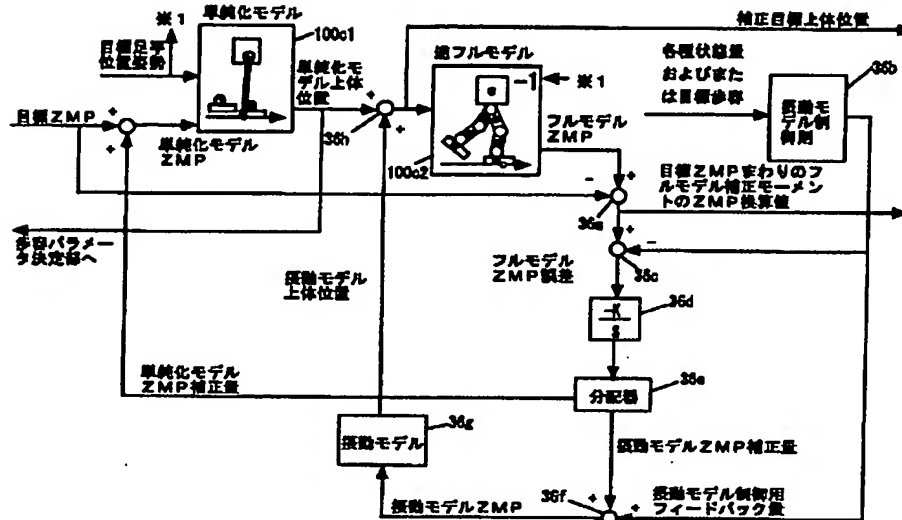 ※1
単純化モデル
100c1
目標足平
位置姿勢
単純化モ
デル上体
位置
目標ZMP
+
+
単純化モデル
ZMP
+
+
36h
逆フルモデル
-1
※1
100c2
フルモデル
ZMP
補正目標上体位置
各種状態量
およびまた
は目標歩容
摂動モ
デル制
御則
36b
目標ZMPまわりのフ
ルモデル補正モーメン
トのZMP換算値
-
+
36a
+
-
36c
フルモデル
ZMP誤差
-K
S
36d
歩容パラメー
タ決定部へ
摂動モデル
上体位置
単純化モデル
ZMP補正量
分配器
36e
摂動モデル
36g
摂動モデルZMP補正量
摂動モデルZMP
36f
+
+
摂動モデル制御用
フィードバック量